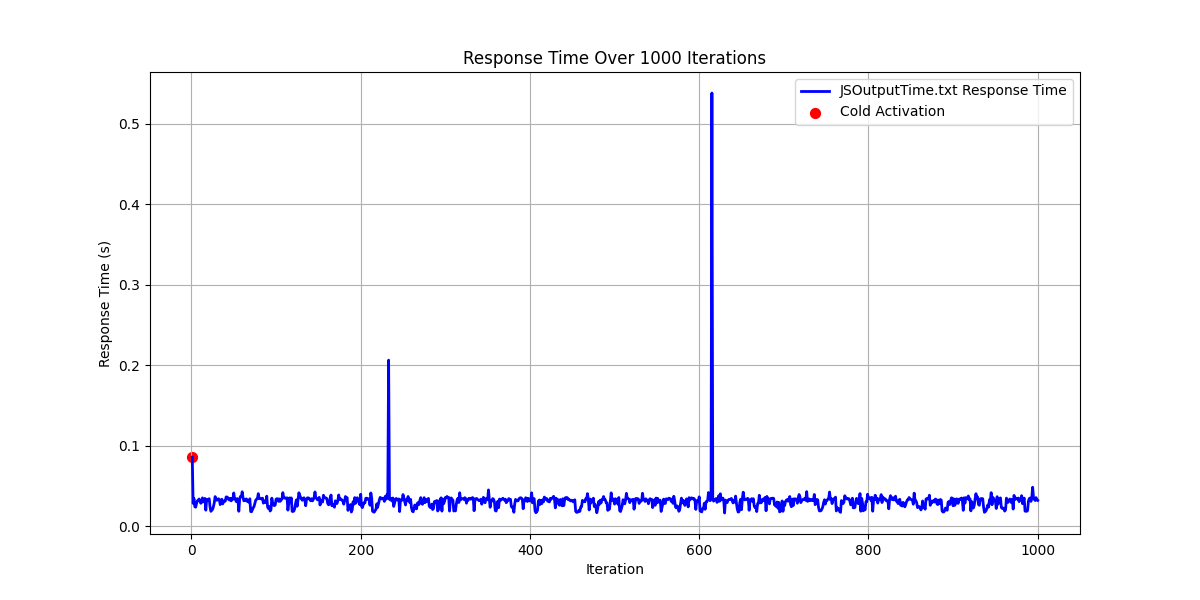 Response Time Over 1000 Iterations
JSOutputTime.txt Response Time
Cold Activation
Response Time (s)
0.5
0.4
0.3
0.2
0.1
0.0
0 200 400 600 800 1000
Iteration